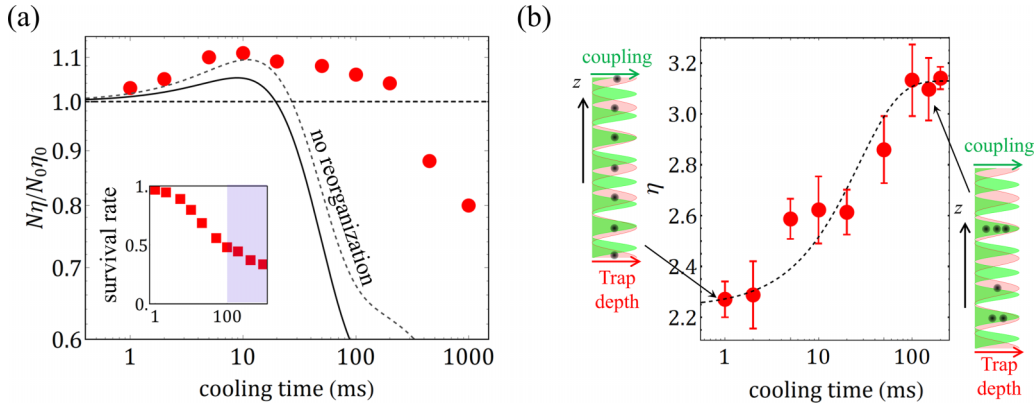 (a)
1.1
1.0
0.9
0.8
0.7
0.6
Nη/N₀η₀
no reorganization
survival rate
1.
0.5
0.
1
100
1
10
100
1000
cooling time (ms)
(b)
coupling
z
Trap
depth
η
3.2
3.0
2.8
2.6
2.4
2.2
1
10
100
cooling time (ms)
coupling
z
Trap
depth